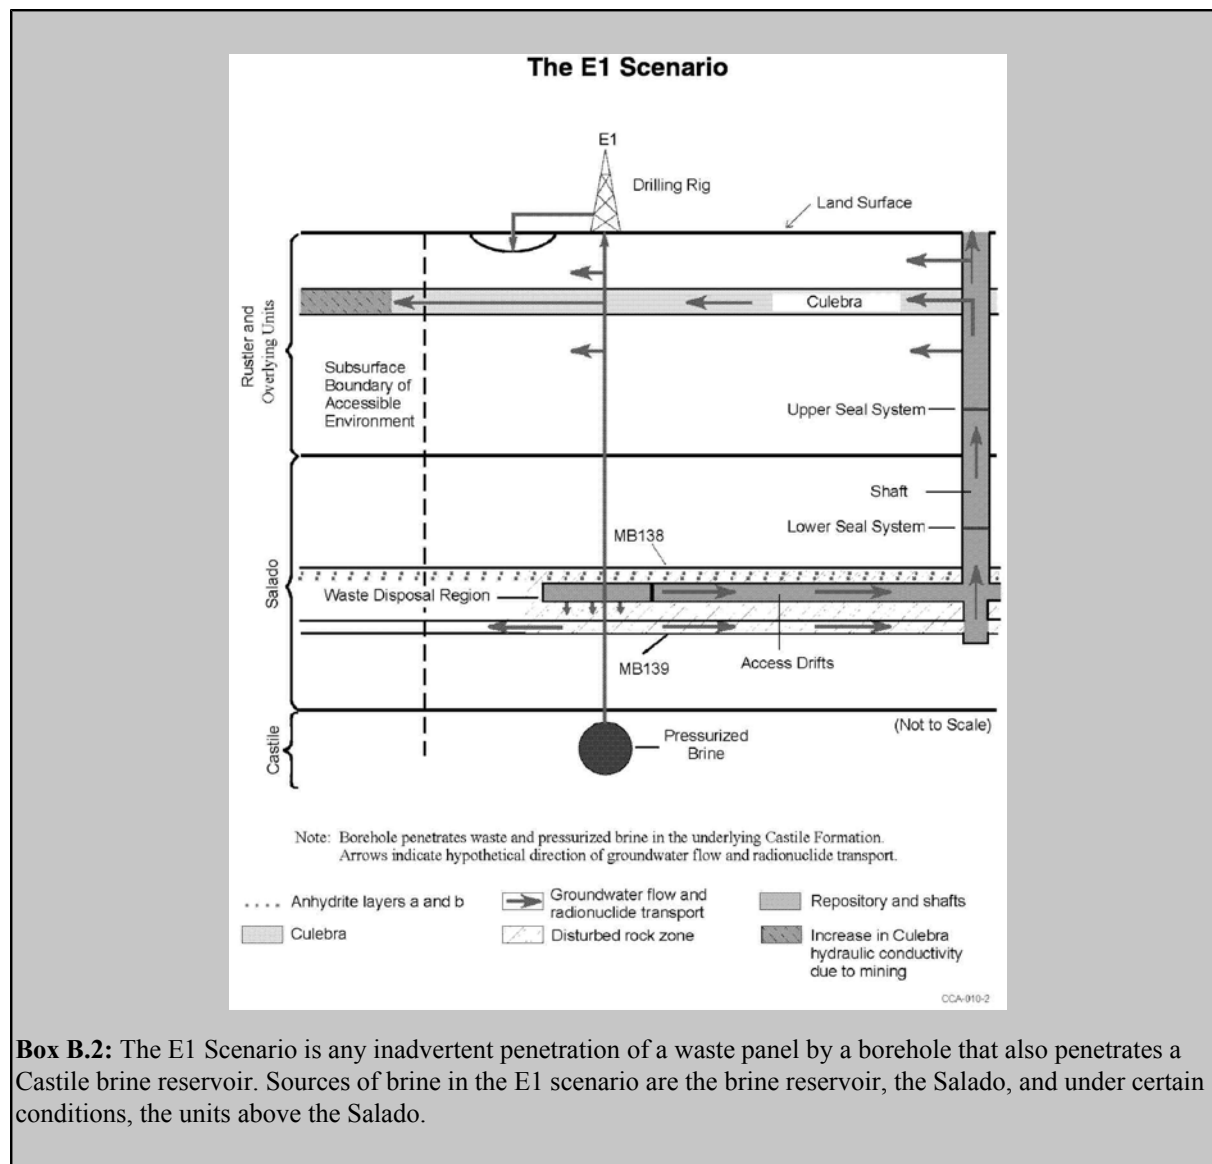 The E1 Scenario
E1
Drilling Rig
Land Surface
Culebra
Rustler and
Overlying Units
Subsurface
Boundary of
Accessible
Environment
Upper Seal System
Shaft
Lower Seal System
MB138
Salado
Waste Disposal Region
MB139
Access Drifts
(Not to Scale)
Castile
Pressurized
Brine
Note: Borehole penetrates waste and pressurized brine in the underlying Castile Formation.
Arrows indicate hypothetical direction of groundwater flow and radionuclide transport.
Anhydrite layers a and b
Groundwater flow and
radionuclide transport
Repository and shafts
Culebra
Disturbed rock zone
Increase in Culebra
hydraulic conductivity
due to mining
CCA-010-2
Box B.2: The E1 Scenario is any inadvertent penetration of a waste panel by a borehole that also penetrates a
Castile brine reservoir. Sources of brine in the E1 scenario are the brine reservoir, the Salado, and under certain
conditions, the units above the Salado.